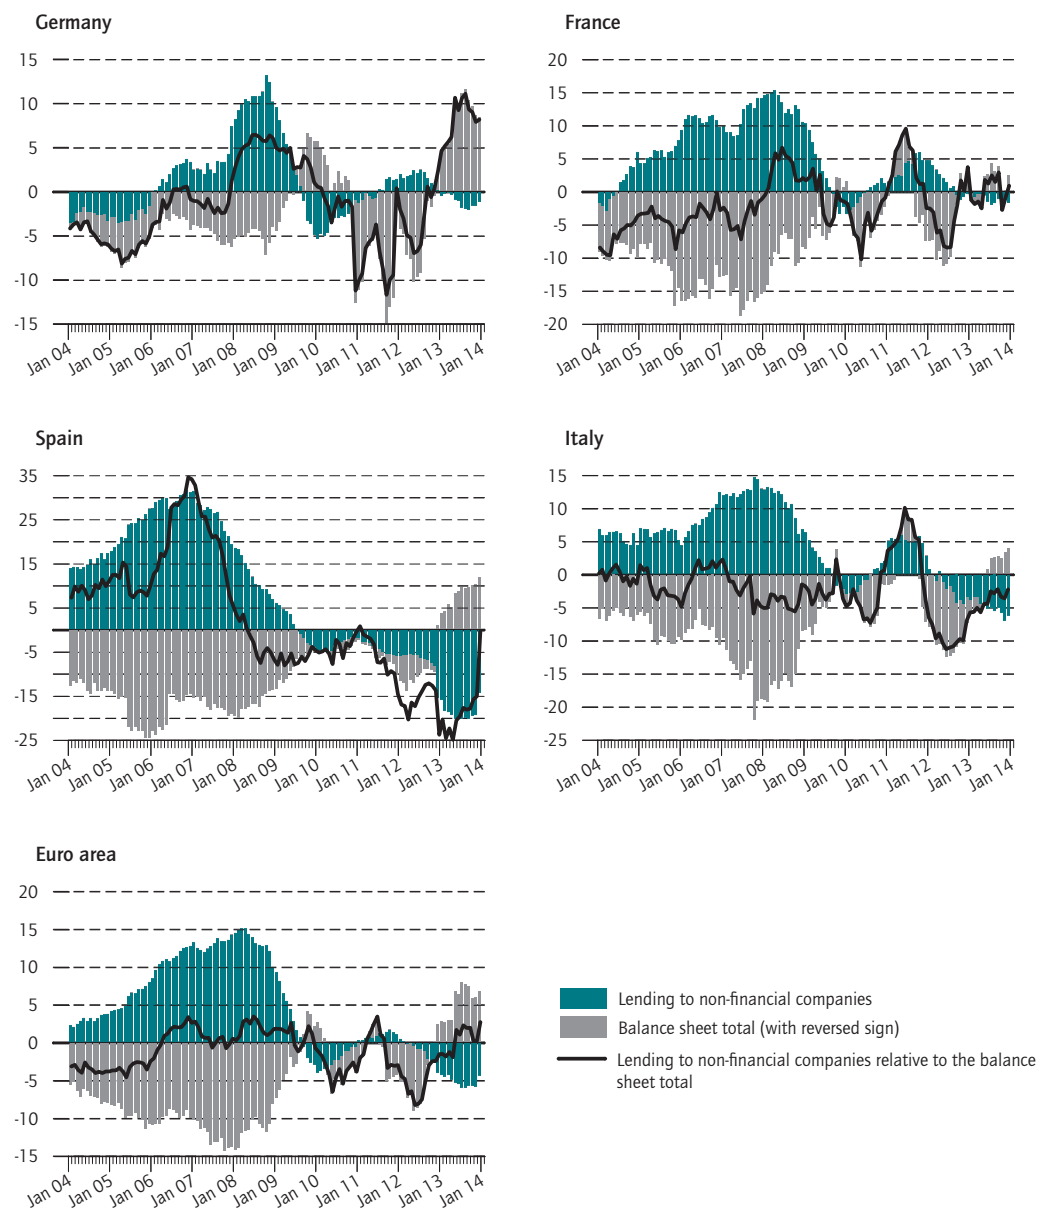 Germany
15
10
5
0
-5
-10
-15
Jan 04
Jan 05
Jan 06
Jan 07
Jan 08
Jan 09
Jan 10
Jan 11
Jan 12
Jan 13
Jan 14
France
20
15
10
5
0
-5
-10
-15
-20
Jan 04
Jan 05
Jan 06
Jan 07
Jan 08
Jan 09
Jan 10
Jan 11
Jan 12
Jan 13
Jan 14
Spain
35
25
15
5
-5
-15
-25
Jan 04
Jan 05
Jan 06
Jan 07
Jan 08
Jan 09
Jan 10
Jan 11
Jan 12
Jan 13
Jan 14
Italy
15
10
5
0
-5
-10
-15
-20
-25
Jan 04
Jan 05
Jan 06
Jan 07
Jan 08
Jan 09
Jan 10
Jan 11
Jan 12
Jan 13
Jan 14
Euro area
20
15
10
5
0
-5
-10
-15
Jan 04
Jan 05
Jan 06
Jan 07
Jan 08
Jan 09
Jan 10
Jan 11
Jan 12
Jan 13
Jan 14
Lending to non-financial companies
Balance sheet total (with reversed sign)
Lending to non-financial companies relative to the balance
sheet total